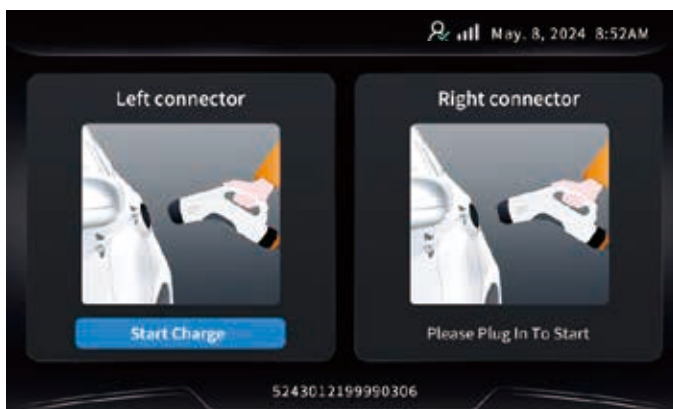 May. 8, 2024 8:52AM
Left connector
Right connector
Start Charge
Please Plug In To Start
5243012199990306